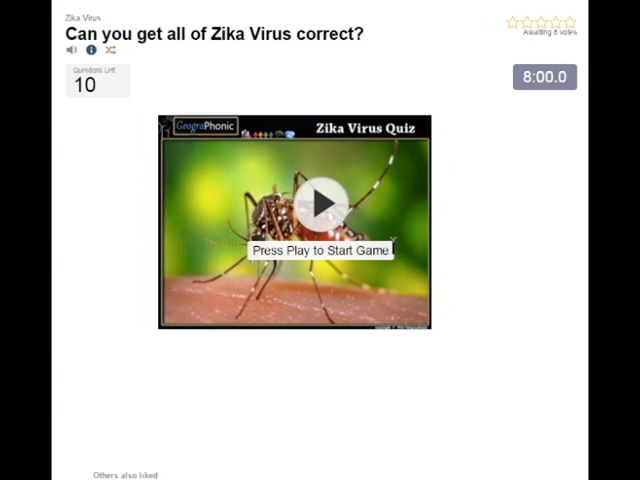 Zika Virus
Can you get all of Zika Virus correct?
Awaiting 5 votes
Questions Left
10
8:00.0
GeograPhonic
Zika Virus Quiz
Press Play to Start Game
Others also liked